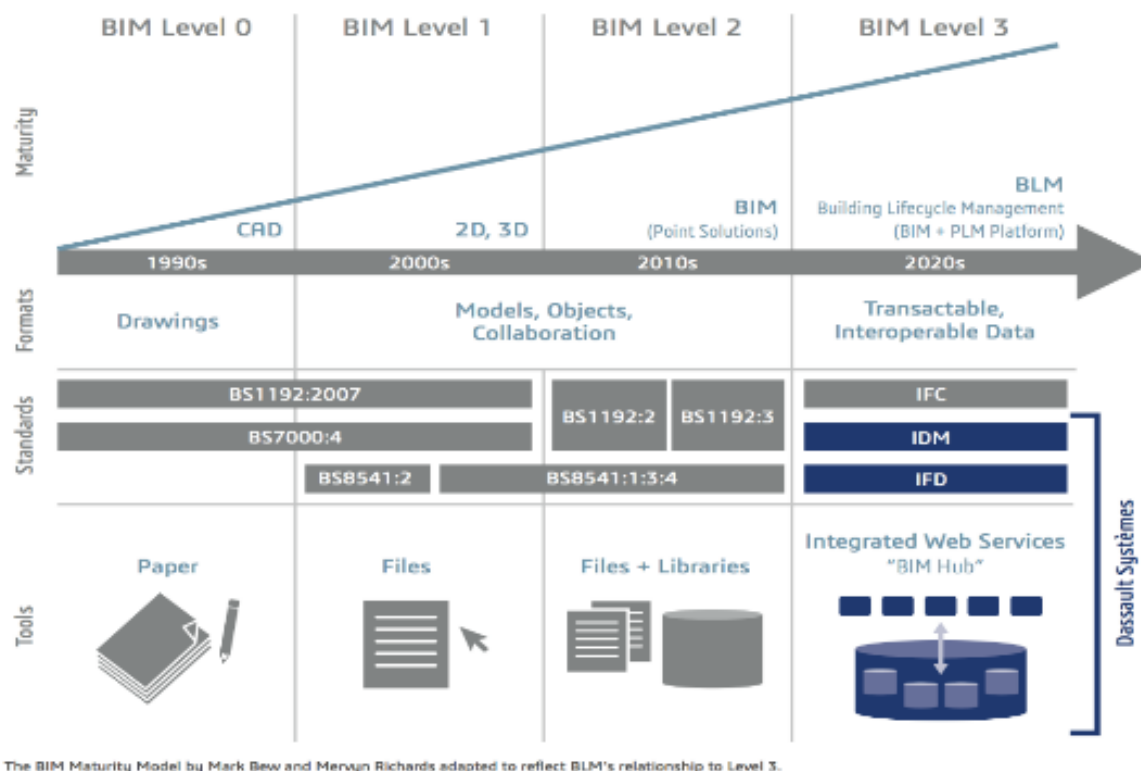 BIM Level 0
BIM Level 1
BIM Level 2
BIM Level 3
Maturity
CAD
2D, 3D
BIM
(Point Solutions)
BLM
Building Lifecycle Management
(BIM + PLM Platform)
1990s
2000s
2010s
2020s
Formats
Drawings
Models, Objects,
Collaboration
Transactable,
Interoperable Data
Standards
BS1192:2007
BS7000:4
BS8541:2
BS1192:2
BS1192:3
BS8541:1:3:4
IFC
IDM
IFD
Tools
Paper
Files
Files + Libraries
Integrated Web Services
"BIM Hub"
Dassault Systèmes
The BIM Maturity Model by Mark Bew and Mervyn Richards adapted to reflect BLM's relationship to Level 3.